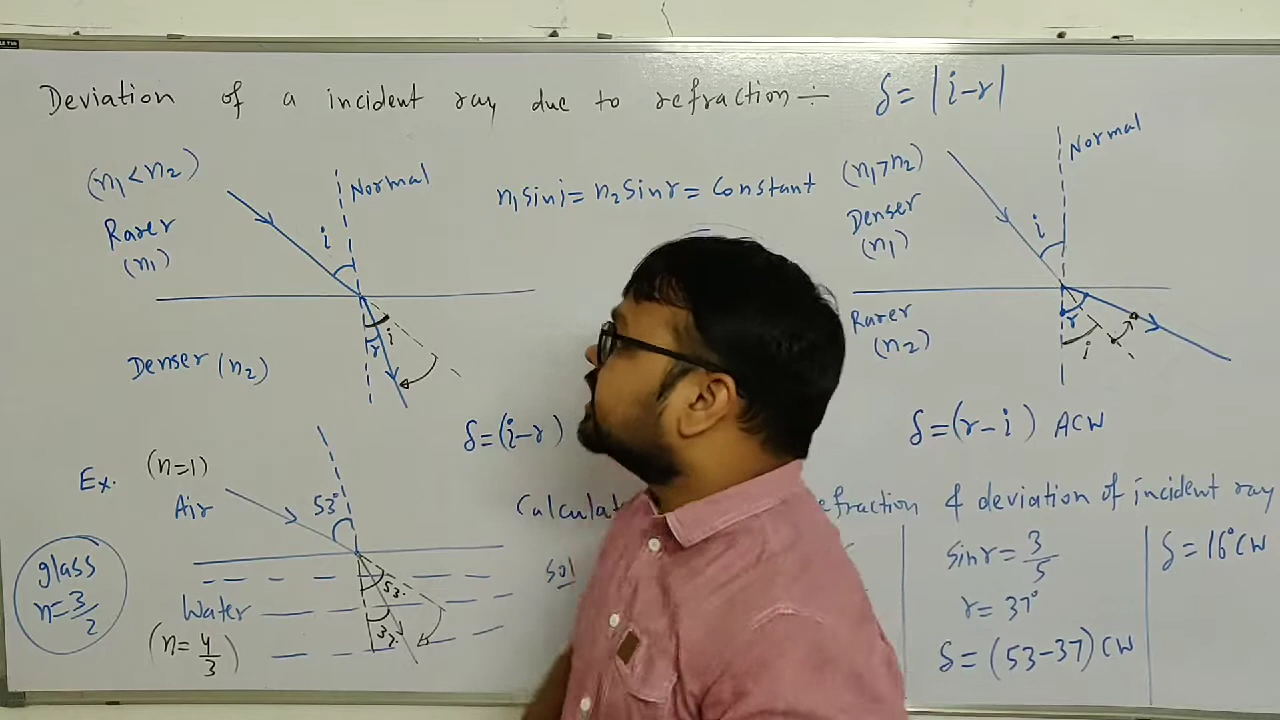 Deviation of a incident ray due to refraction :- δ = |i-r|
(n1 < n2)
Normal
n1 sin i = n2 sin r = Constant
(n1 > n2)
Normal
Rarer
(n1)
i
Denser
(n1)
i
r
i
Denser (n2)
Rarer
(n2)
r
i
δ = (i-r)
δ = (r-i) ACW
Ex.
(n=1)
Air
53°
Calculat
efraction & deviation of incident ray
glass
n = 3/2
Water
(n = 4/3)
53°
37°
Sol
sin r = 3/5
r = 37°
δ = (53-37) CW
δ = 16° CW